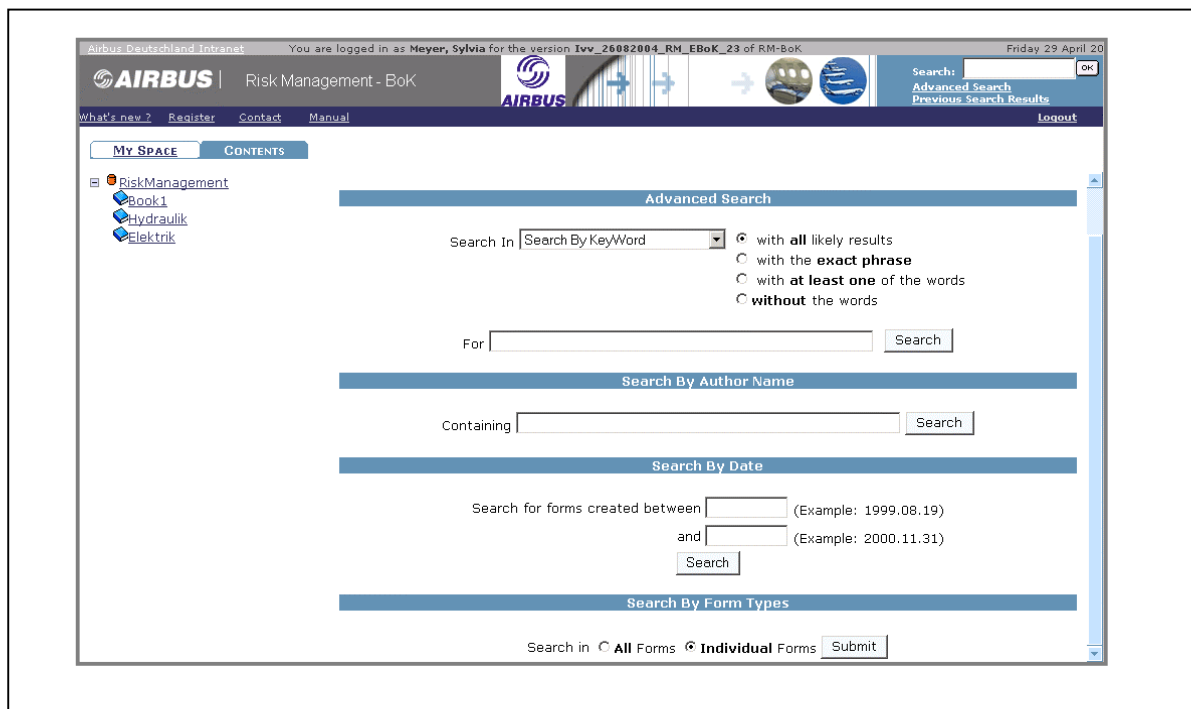 Airbus Deutschland Intranet You are logged in as Meyer, Sylvia for the version Ivv_26082004_RM_EBoK_23 of RM-BoK Friday 29 April 20
AIRBUS | Risk Management - BoK AIRBUS Search: OK
Advanced Search
Previous Search Results
What's new ? Register Contact Manual Logout
MY SPACE CONTENTS
RiskManagement
Book1
Hydraulik
Elektrik
Advanced Search
Search In Search By KeyWord with all likely results
with the exact phrase
with at least one of the words
without the words
For Search
Search By Author Name
Containing Search
Search By Date
Search for forms created between (Example: 1999.08.19)
and (Example: 2000.11.31)
Search
Search By Form Types
Search in All Forms Individual Forms Submit